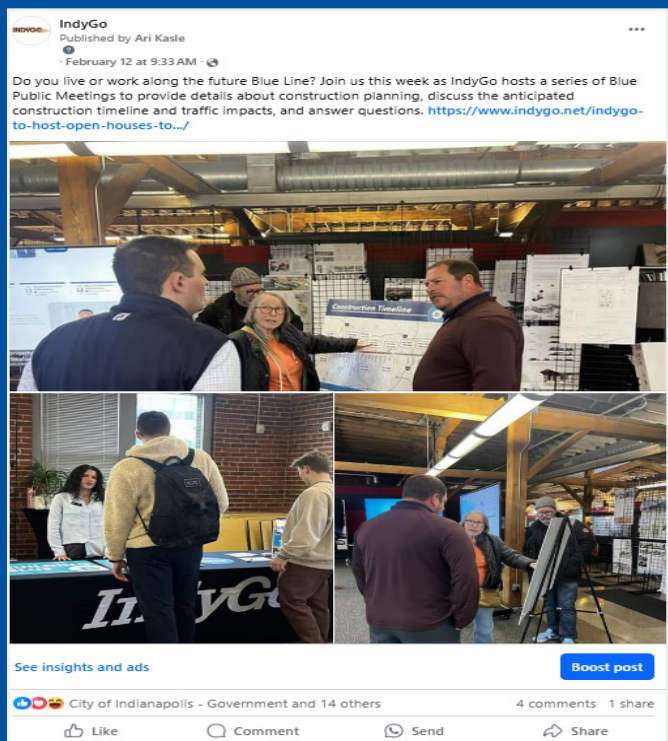 INDYGO
IndyGo
Published by Ari Kasle
· February 12 at 9:33 AM ·
Do you live or work along the future Blue Line? Join us this week as IndyGo hosts a series of Blue
Public Meetings to provide details about construction planning, discuss the anticipated
construction timeline and traffic impacts, and answer questions. https://www.indygo.net/indygo-
to-host-open-houses-to.../
Construction Timeline
IndyGo
See insights and ads
Boost post
City of Indianapolis - Government and 14 others
4 comments 1 share
Like Comment Send Share